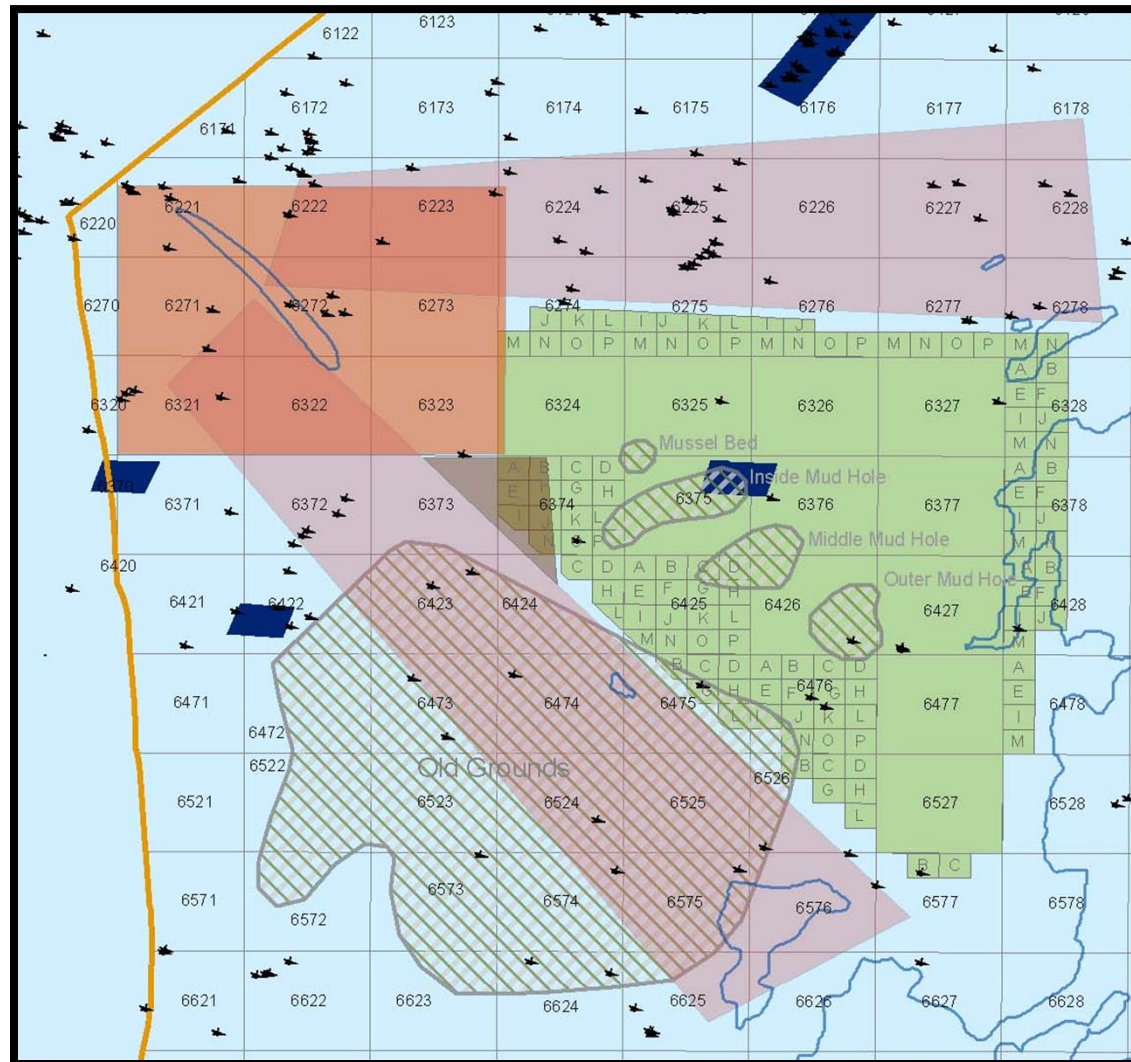 6122 6123
6171 6172 6173 6174 6175 6176 6177 6178
6220 6221 6222 6223 6224 6225 6226 6227 6228
6270 6271 6272 6273 6274 6275 6276 6277 6278
J K L I J K L I J
M N O P M N O P M N O P M N O P M N
A B
6320 6321 6322 6323 6324 6325 6326 6327 E F 6328
I J
M N
Mussel Bed
A B C D A B
Inside Mud Hole
6370 6371 6372 6373 6374 6375 6376 6377 6378
E G H E F
J K L I J
N O P M N
Middle Mud Hole
6420 C D A B C D A B
Outer Mud Hole
H E F G H E F
6421 6422 6423 6424 6425 6426 6427 6428
L I J K L I J
M N O P M
B C D A B C D A
G H E F G H E
6471 6472 6473 6474 6475 6476 6477 6478
L N J K L I
N O P M
Old Grounds
B C D
6521 6522 6523 6524 6525 6526 6527 6528
G H
L
B C
6571 6572 6573 6574 6575 6576 6577 6578
6621 6622 6623 6624 6625 6626 6627 6628